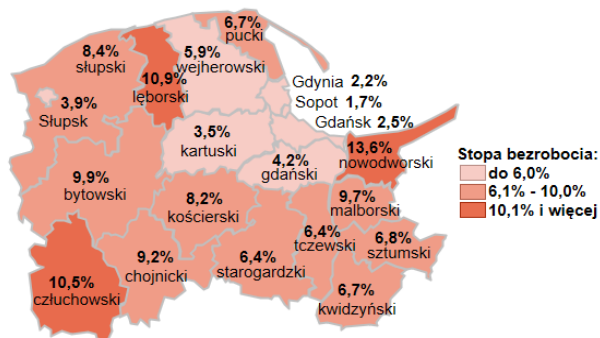 6,7%
pucki
8,4%
słupski
5,9%
wejherowski
10,9%
lęborski
Gdynia 2,2%
Sopot 1,7%
Gdańsk 2,5%
3,9%
Słupsk
3,5%
kartuski
4,2%
gdański
13,6%
nowodworski
Stopa bezrobocia:
do 6,0%
6,1% - 10,0%
10,1% i więcej
9,9%
bytowski
8,2%
kościerski
9,7%
malborski
6,4%
tczewski
6,8%
sztumski
9,2%
chojnicki
6,4%
starogardzki
10,5%
człuchowski
6,7%
kwidzyński